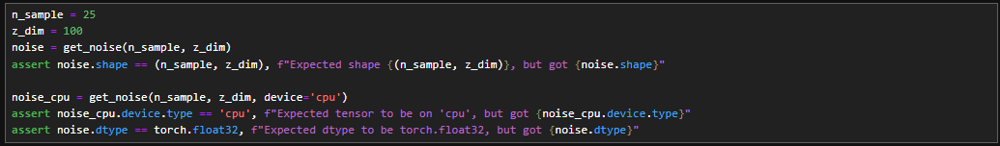 n_sample = 25
z_dim = 100
noise = get_noise(n_sample, z_dim)
assert noise.shape == (n_sample, z_dim), f"Expected shape {(n_sample, z_dim)}, but got {noise.shape}"
noise_cpu = get_noise(n_sample, z_dim, device='cpu')
assert noise_cpu.device.type == 'cpu', f"Expected tensor to be on 'cpu', but got {noise_cpu.device.type}"
assert noise.dtype == torch.float32, f"Expected dtype to be torch.float32, but got {noise.dtype}"